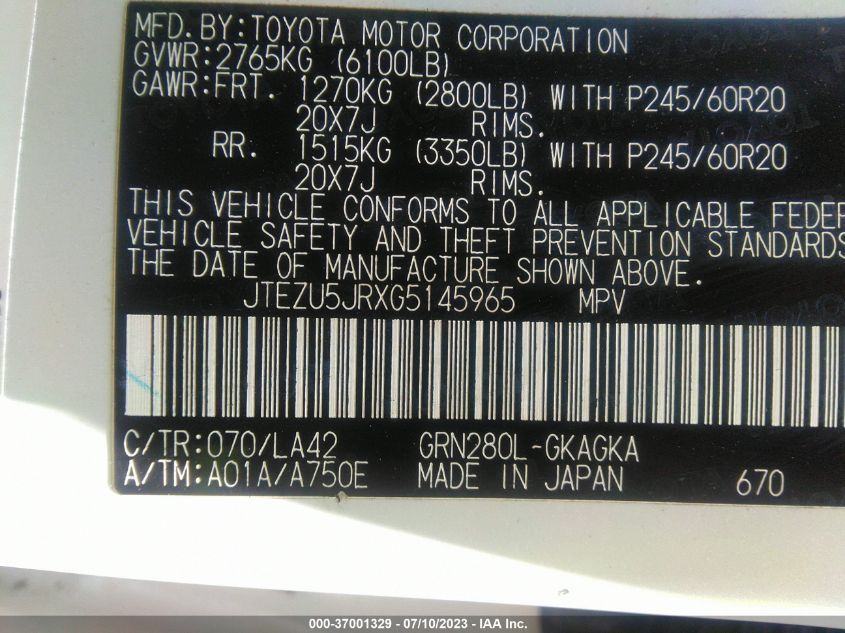 MFD.BY:TOYOTA MOTOR CORPORATION
GVWR:2765KG (6100LB)
GAWR:FRT. 1270KG (2800LB) WITH P245/60R20
20X7J RIMS.
RR. 1515KG (3350LB) WITH P245/60R20
20X7J RIMS.
THIS VEHICLE CONFORMS TO ALL APPLICABLE FEDER
VEHICLE SAFETY AND THEFT PREVENTION STANDARDS
THE DATE OF MANUFACTURE SHOWN ABOVE.
JTEZU5JRXG5145965 MPV
C/TR:070/LA42 GRN280L-GKAGKA
A/TM:A01A/A750E MADE IN JAPAN 670
000-37001329 - 07/10/2023 - IAA Inc.